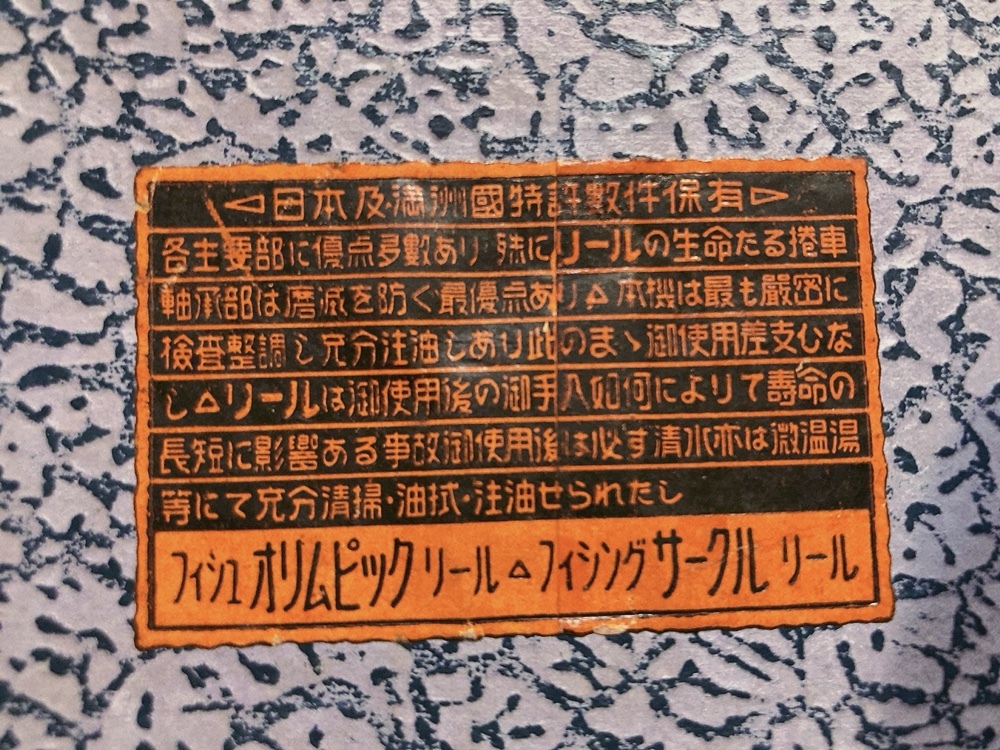 ◁日本及満洲國特許數件保有▷
各主要部に優点多數あり 殊にリールの生命たる捲車
軸承部は磨滅を防ぐ最優点あり△本機は最も嚴密に
檢査整調し充分注油しあり此のまゝ御使用差支ひな
し△リールは御使用後の御手入如何によりて壽命の
長短に影響ある事故御使用後は必ず清水亦は微温湯
等にて充分清掃・油拭・注油せられたし
フィシュオリムピックリール△フィシングサークルリール